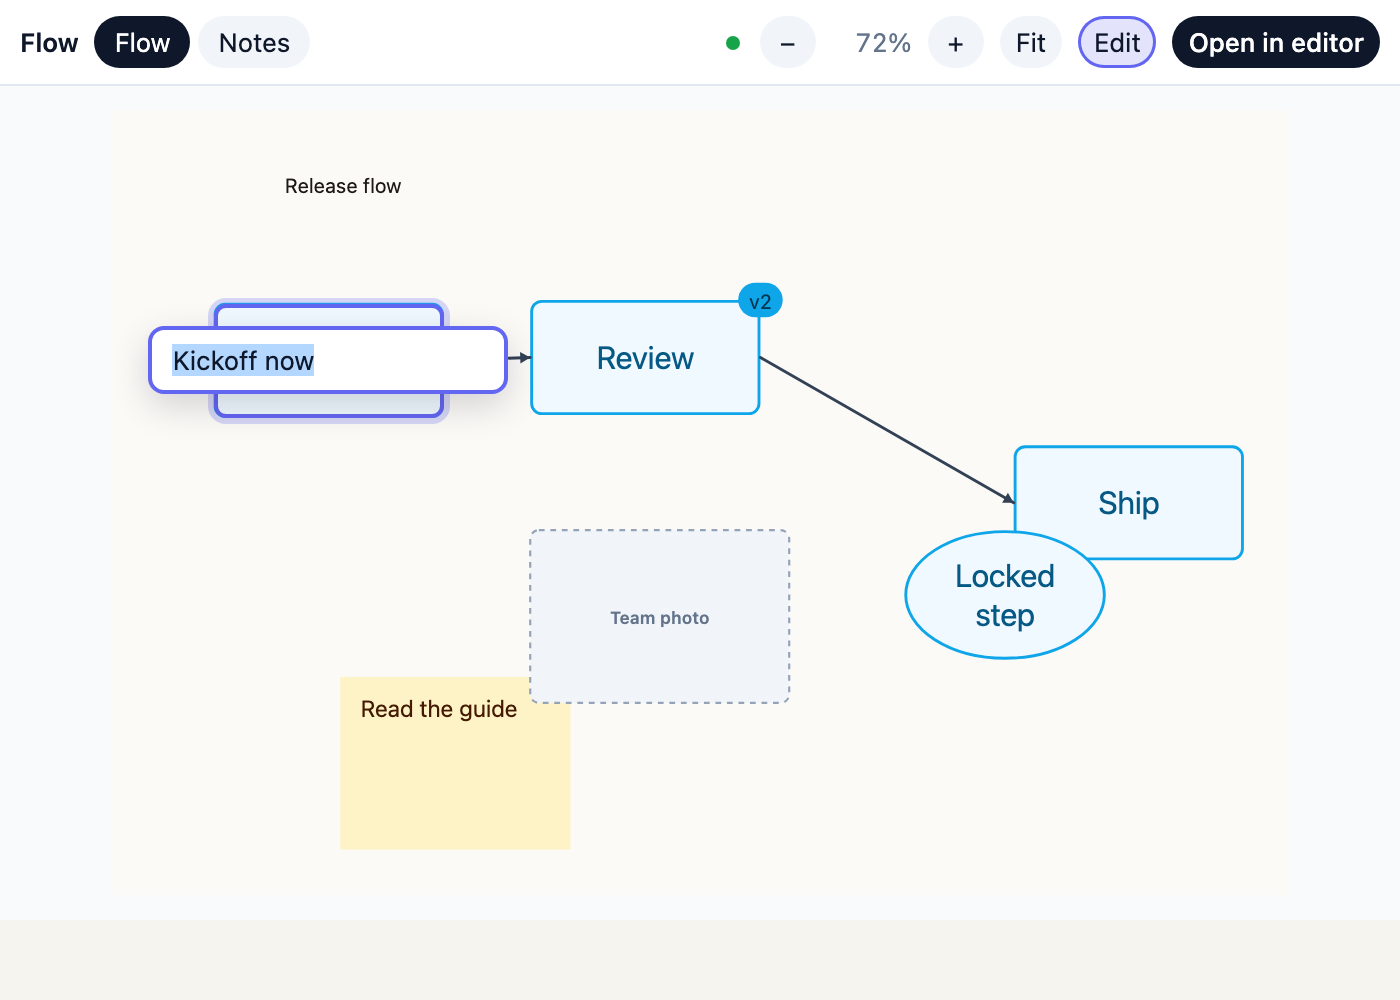 Flow Flow Notes − 72% + Fit Edit Open in editor
Release flow
v2
Kickoff now
Review
Ship
Locked
step
Team photo
Read the guide